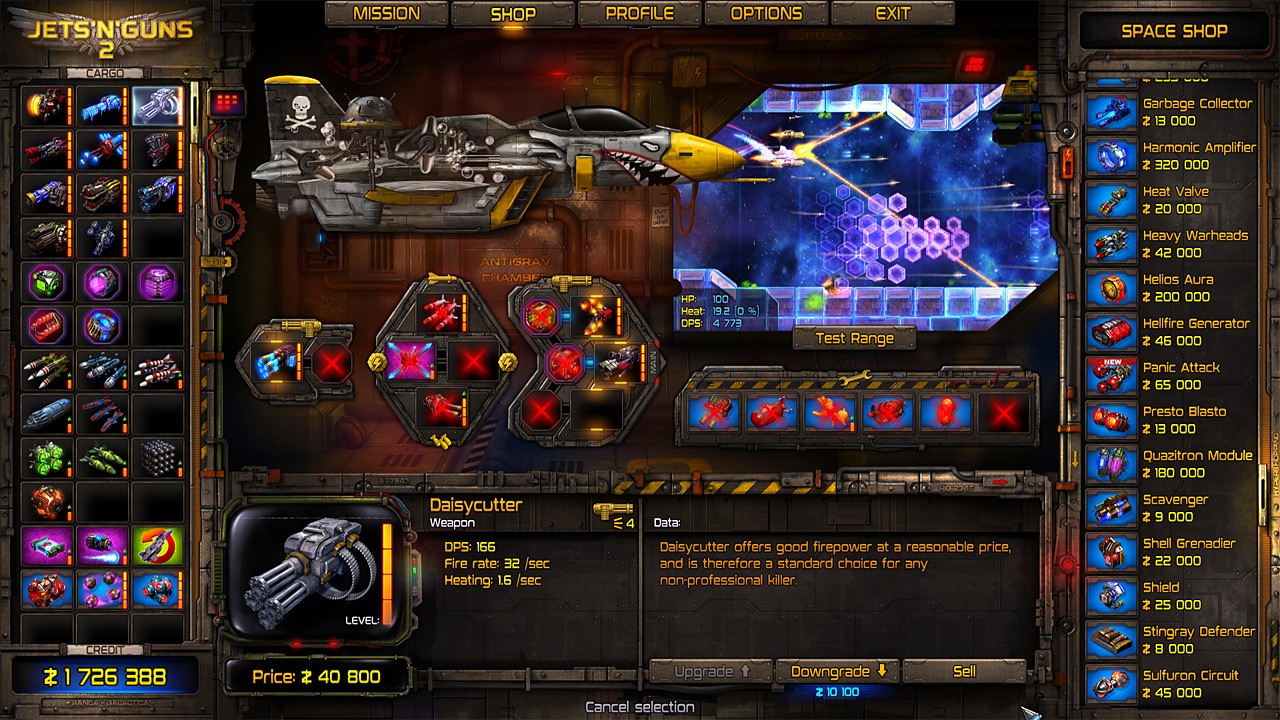 MISSION
SHOP
PROFILE
OPTIONS
EXIT
JETS'N'GUNS
2
CARGO
SPACE SHOP
Garbage Collector
13 000
Harmonic Amplifier
320 000
Heat Valve
20 000
Heavy Warheads
42 000
Helios Aura
200 000
Hellfire Generator
46 000
NEW
Panic Attack
65 000
Presto Blasto
13 000
Quazitron Module
180 000
Scavenger
9 000
Shell Grenadier
22 000
Shield
25 000
Stingray Defender
8 000
Sulfuron Circuit
45 000
OUT OF ORDER
ANTIGRAV
CHAMBER
MAIN
HP: 100
Heat: 19.2 (0 %)
DPS: 4 773
Test Range
Daisycutter
Weapon
4
DPS: 166
Fire rate: 32 /sec
Heating: 1.6 /sec
Data:
Daisycutter offers good firepower at a reasonable price,
and is therefore a standard choice for any
non-professional killer.
LEVEL:
Price: 40 800
Upgrade
Downgrade
Sell
10 100
CREDIT
1 726 388
BANCA GALACTICA
Cancel selection